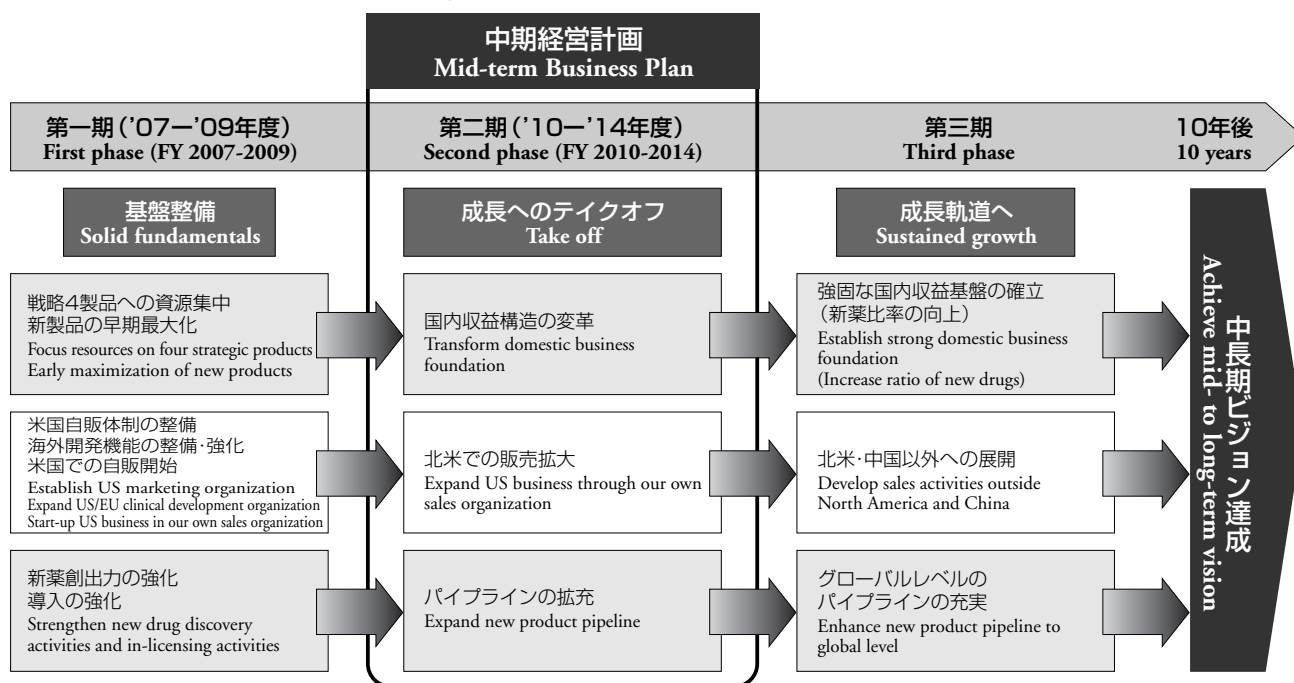 中期経営計画
Mid-term Business Plan
第一期（’07ー’09年度）
First phase (FY 2007-2009)
第二期（’10ー’14年度）
Second phase (FY 2010-2014)
第三期
Third phase
10年後
10 years
基盤整備
Solid fundamentals
成長へのテイクオフ
Take off
成長軌道へ
Sustained growth
戦略4製品への資源集中
新製品の早期最大化
Focus resources on four strategic products
Early maximization of new products
国内収益構造の変革
Transform domestic business
foundation
強固な国内収益基盤の確立
（新薬比率の向上）
Establish strong domestic business
foundation
(Increase ratio of new drugs)
米国自販体制の整備
海外開発機能の整備・強化
米国での自販開始
Establish US marketing organization
Expand US/EU clinical development organization
Start-up US business in our own sales organization
北米での販売拡大
Expand US business through our own
sales organization
北米・中国以外への展開
Develop sales activities outside
North America and China
新薬創出力の強化
導入の強化
Strengthen new drug discovery
activities and in-licensing activities
パイプラインの拡充
Expand new product pipeline
グローバルレベルの
パイプラインの充実
Enhance new product pipeline to
global level
中長期ビジョン達成
Achieve mid- to long-term vision